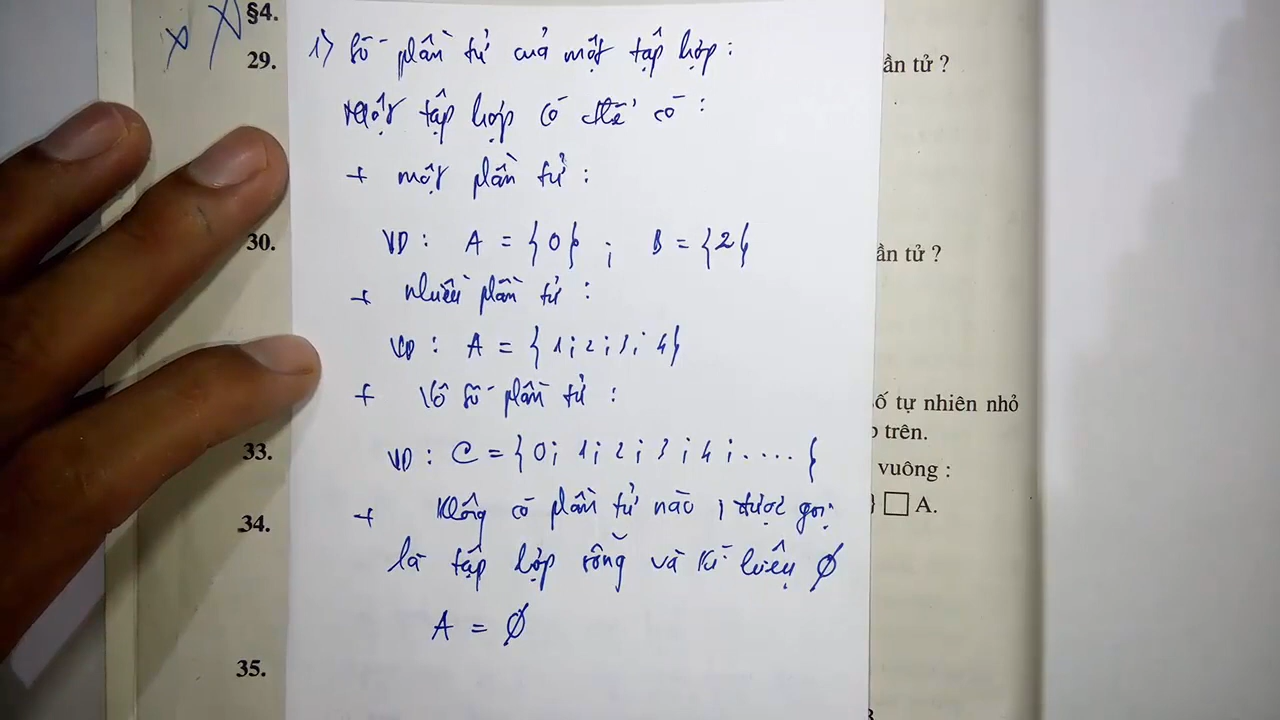 §4.
29.
1) Số phần tử của một tập hợp:
ần tử ?
Một tập hợp có thể có:
+ một phần tử:
30.
VD: A = {0} ; B = {2}
ần tử ?
+ nhiều phần tử:
VD: A = {1; 2; 3; 4}
+ Vô số phần tử:
ố tự nhiên nhỏ
p trên.
33.
VD: C = {0; 1; 2; 3; 4; ....}
vuông :
+ Không có phần tử nào, được gọi
} □ A.
34.
là tập hợp rỗng và kí hiệu ∅
A = ∅
35.